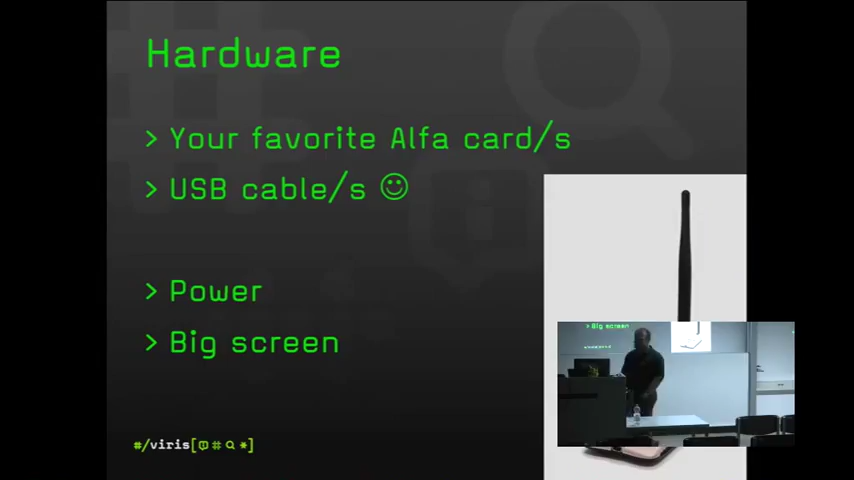 Hardware
> Your favorite Alfa card/s
> USB cable/s ☺
> Power
> Big screen
> Big screen
#/viris[ # *]